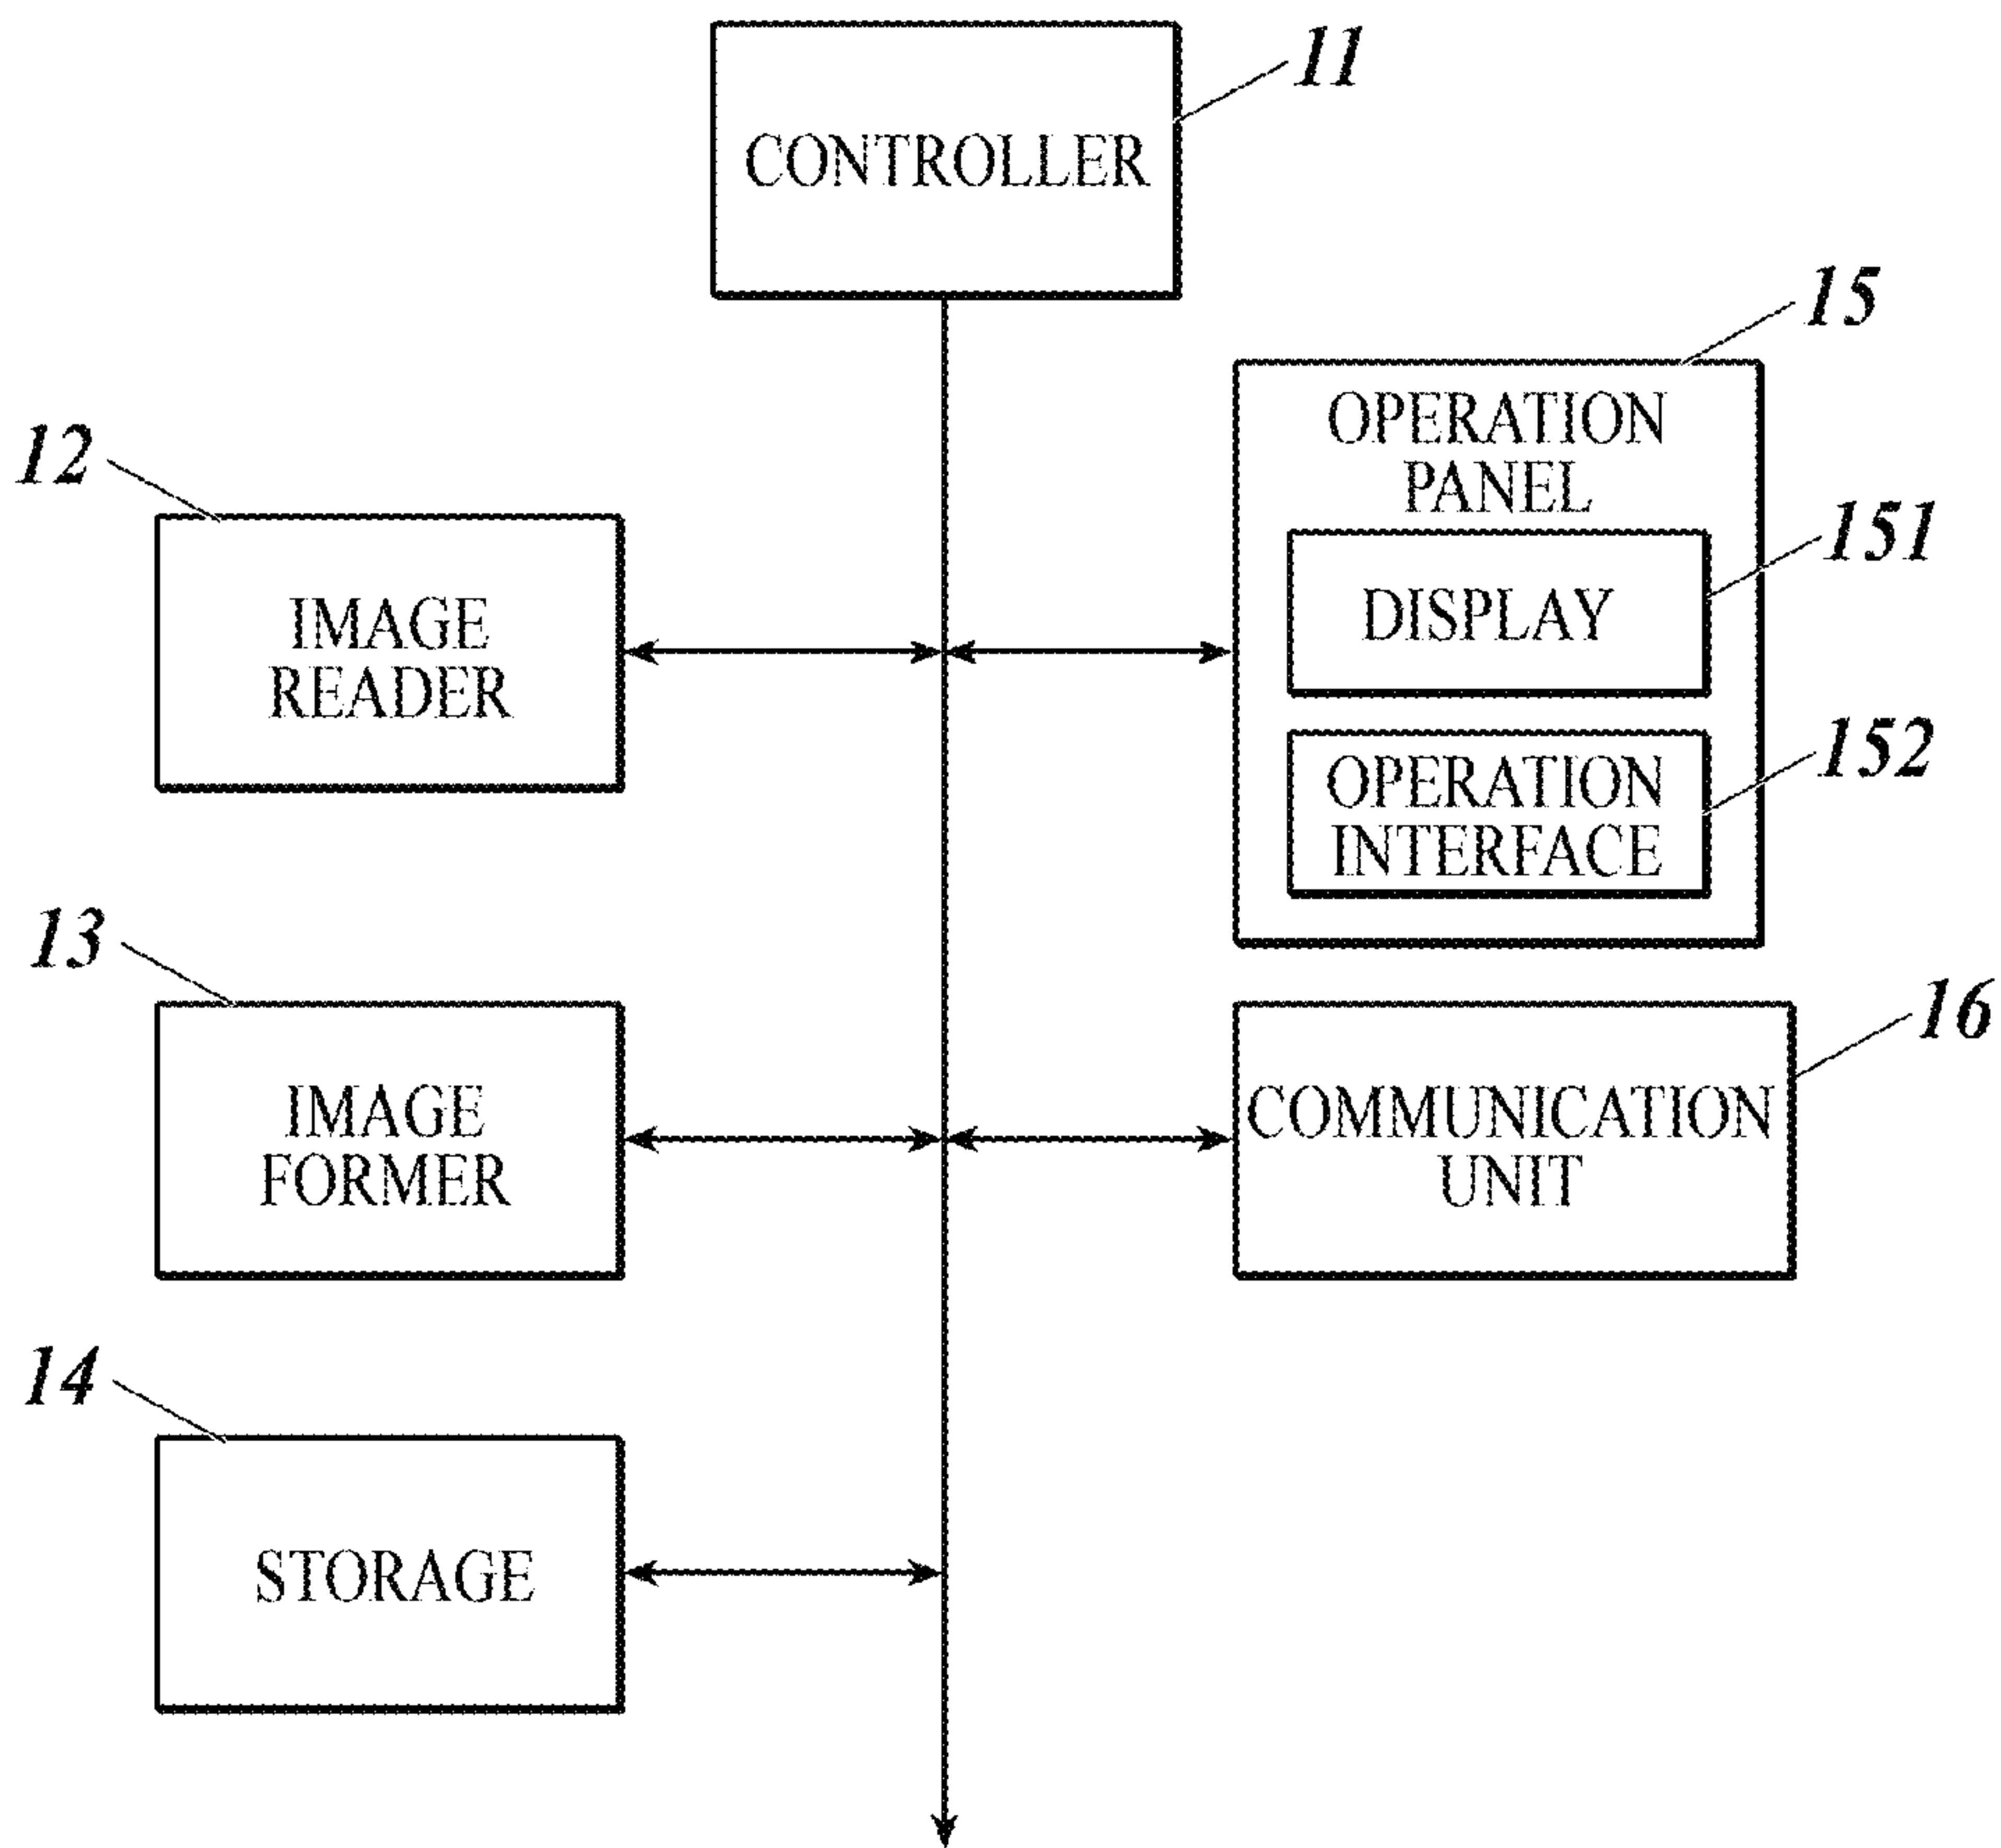 11
CONTROLLER
15
OPERATION
PANEL
151
DISPLAY
152
OPERATION
INTERFACE
12
IMAGE
READER
13
IMAGE
FORMER
16
COMMUNICATION
UNIT
14
STORAGE